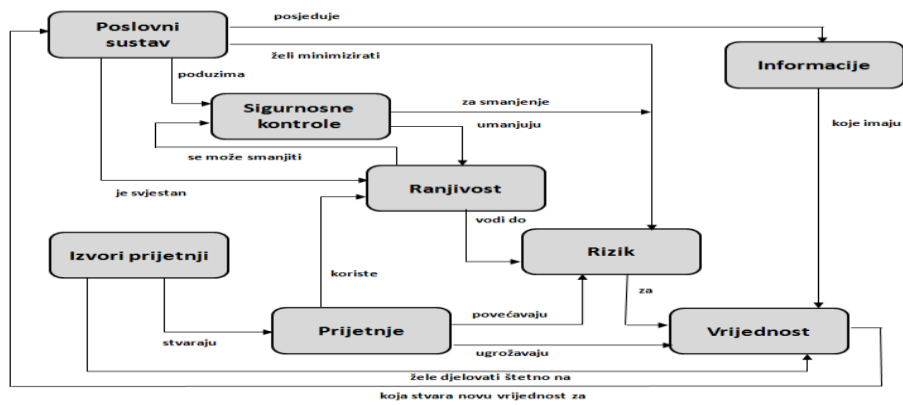 posjeduje
Poslovni
sustav
želi minimizirati
Informacije
poduzima
Sigurnosne
kontrole
za smanjenje
umanjuju
koje imaju
se može smanjiti
Ranjivost
je svjestan
vodi do
Izvori prijetnji
Rizik
koriste
za
stvaraju
Prijetnje
povećavaju
Vrijednost
ugrožavaju
žele djelovati štetno na
koja stvara novu vrijednost za